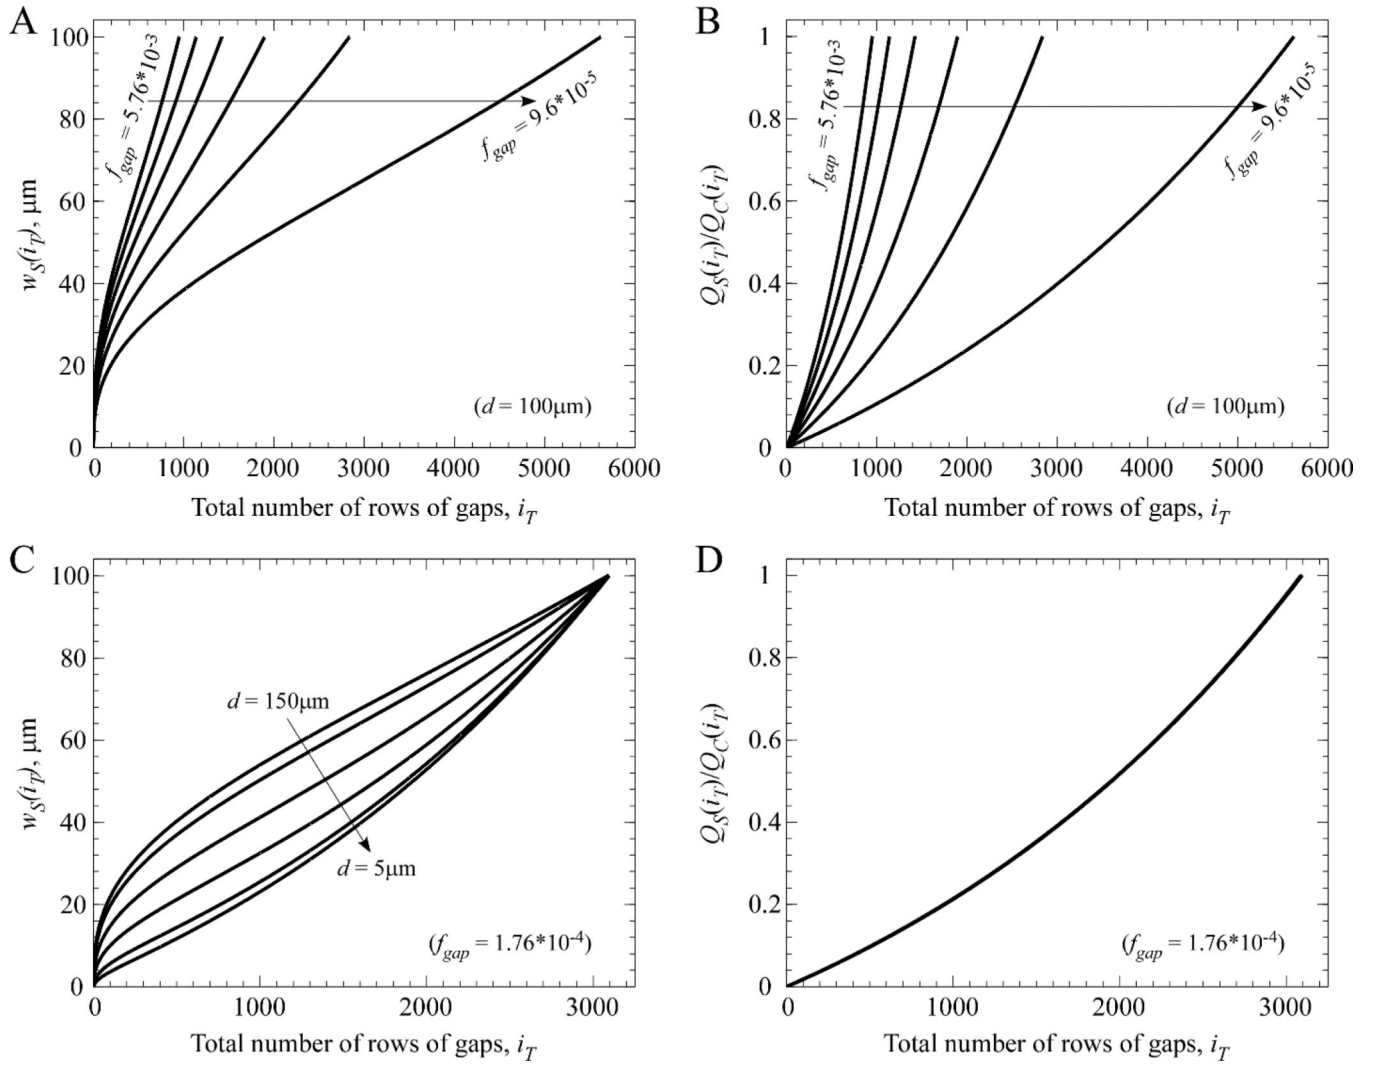 A
100
80
60
40
20
0
w_S(i_T), μm
f_gap = 5.76*10^-3
f_gap = 9.6*10^-5
(d = 100μm)
0 1000 2000 3000 4000 5000 6000
Total number of rows of gaps, i_T
B
1
0.8
0.6
0.4
0.2
0
Q_S(i_T)/Q_C(i_T)
f_gap = 5.76*10^-3
f_gap = 9.6*10^-5
(d = 100μm)
0 1000 2000 3000 4000 5000 6000
Total number of rows of gaps, i_T
C
100
80
60
40
20
0
w_S(i_T), μm
d = 150μm
d = 5μm
(f_gap = 1.76*10^-4)
0 1000 2000 3000
Total number of rows of gaps, i_T
D
1
0.8
0.6
0.4
0.2
0
Q_S(i_T)/Q_C(i_T)
(f_gap = 1.76*10^-4)
0 1000 2000 3000
Total number of rows of gaps, i_T